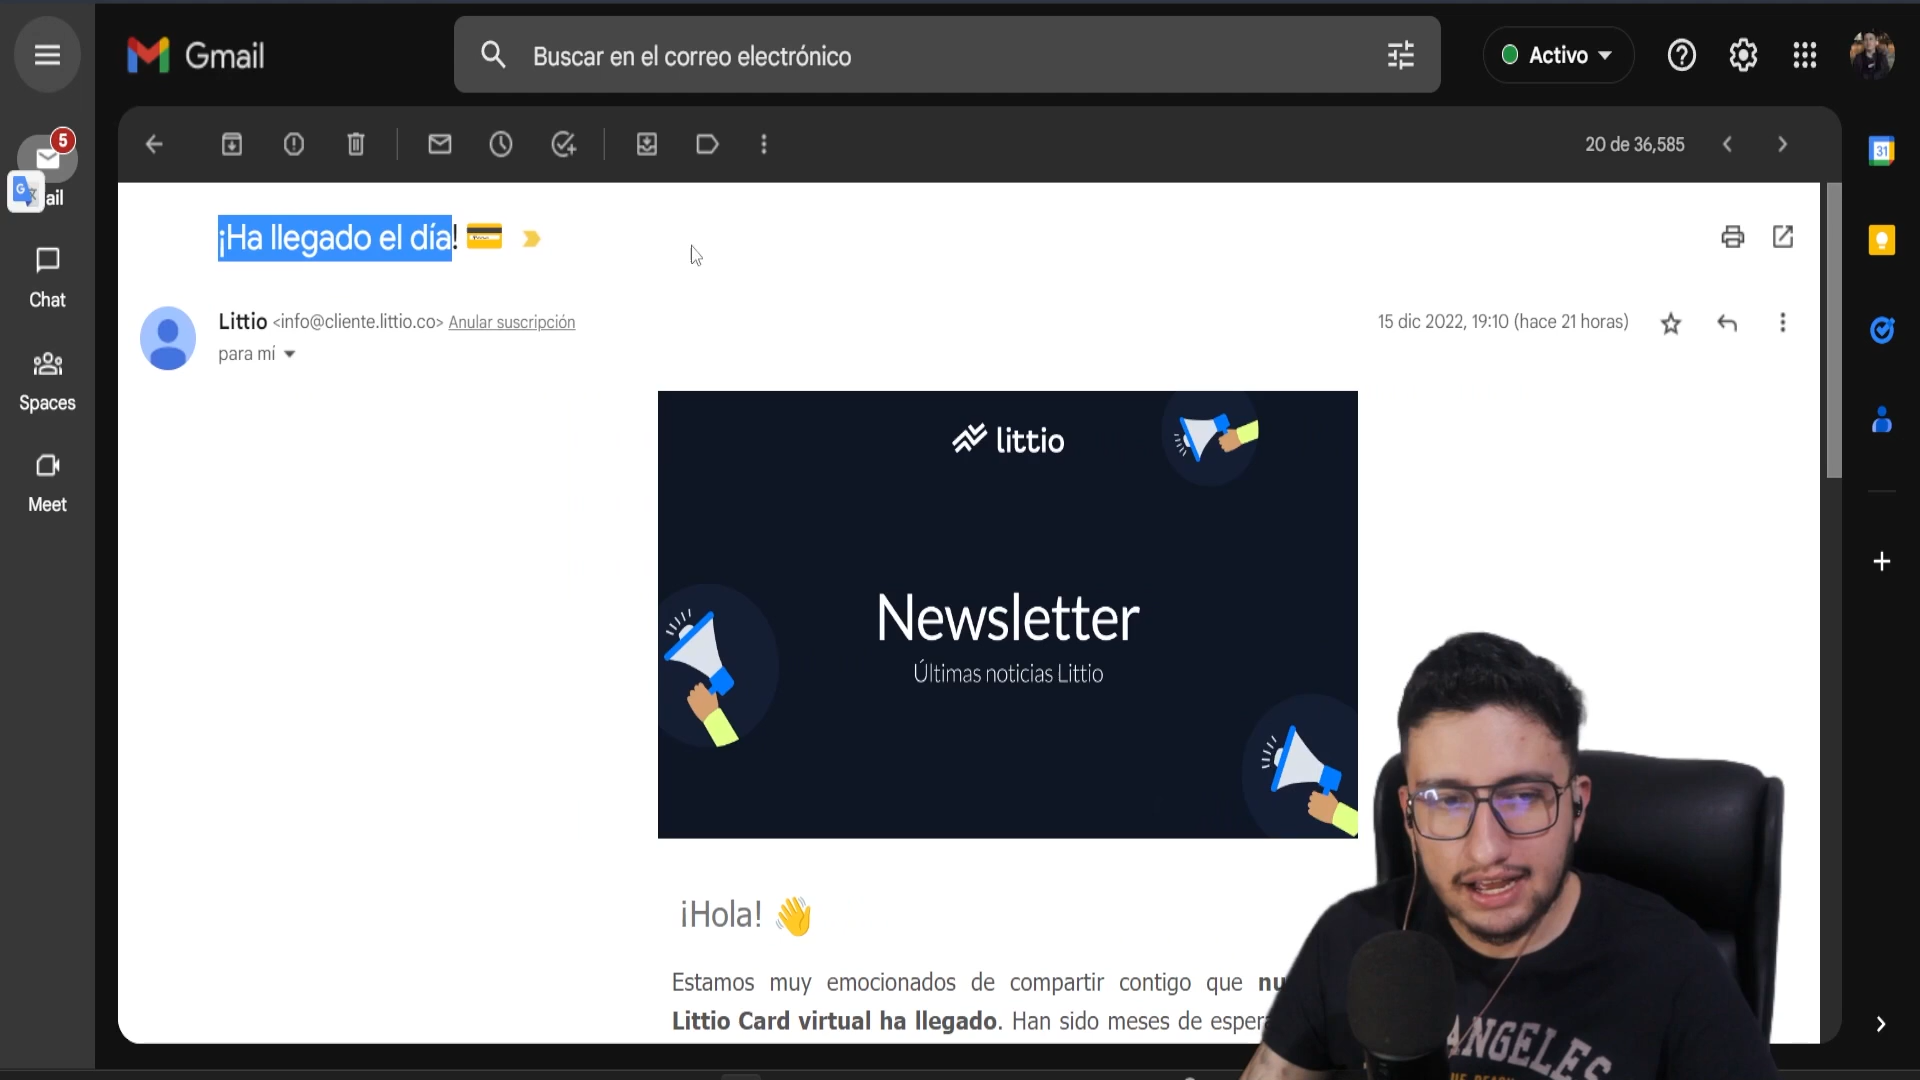 Gmail
Buscar en el correo electrónico
Activo
5
ail
Chat
Spaces
Meet
20 de 36,585
31
¡Ha llegado el día! 💳
Littio <info@cliente.littio.co> Anular suscripción
15 dic 2022, 19:10 (hace 21 horas)
para mí
littio
Newsletter
Últimas noticias Littio
¡Hola! 👋
Estamos muy emocionados de compartir contigo que
Littio Card virtual ha llegado. Han sido meses de
ANGELES